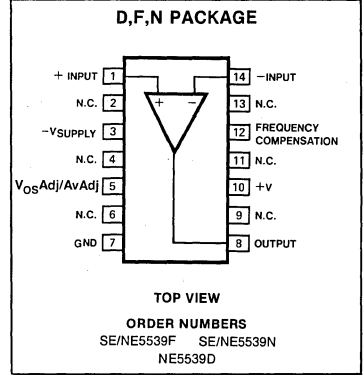 D,F,N PACKAGE
+ INPUT 1 14 −INPUT
N.C. 2 13 N.C.
−VSUPPLY 3 12 FREQUENCY COMPENSATION
N.C. 4 11 N.C.
VOSAdj/AvAdj 5 10 +V
N.C. 6 9 N.C.
GND 7 8 OUTPUT
+ −
TOP VIEW
ORDER NUMBERS
SE/NE5539F SE/NE5539N
NE5539D